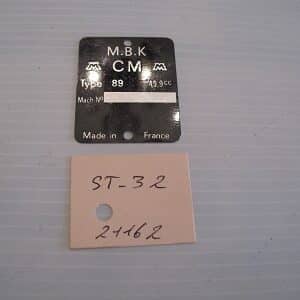 M.B.K
CM
Type 89 49.9cc
Mach Nº
Made in France
ST-32
21162